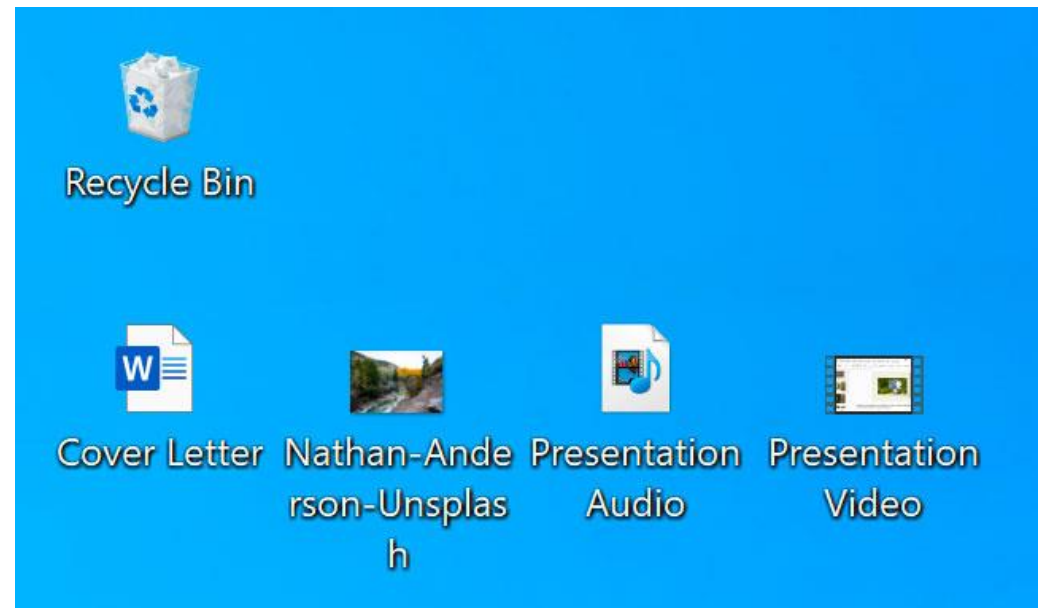 Recycle Bin
W
Cover Letter
Nathan-Ande
rson-Unsplas
h
Presentation
Audio
Presentation
Video